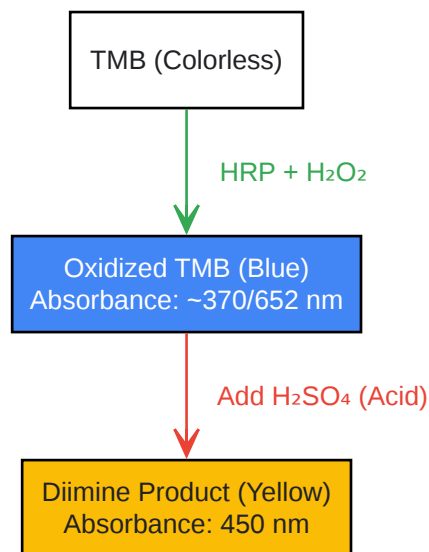 TMB (Colorless)
HRP + H₂O₂
Oxidized TMB (Blue)
Absorbance: ~370/652 nm
Add H₂SO₄ (Acid)
Diimine Product (Yellow)
Absorbance: 450 nm